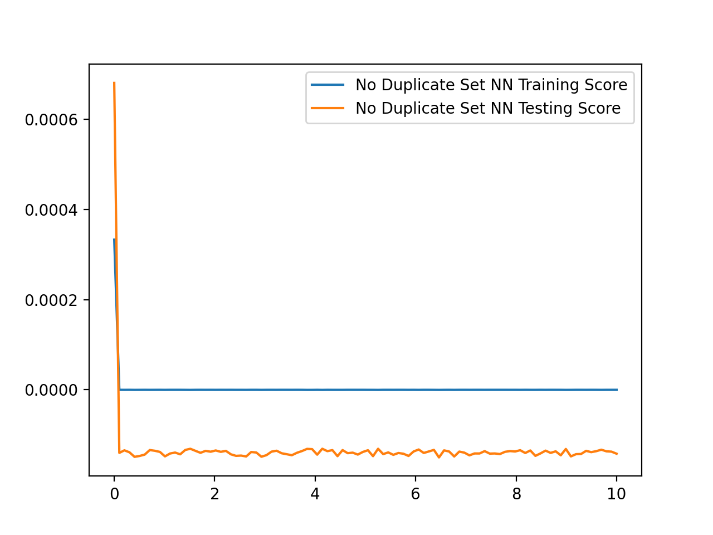 No Duplicate Set NN Training Score
No Duplicate Set NN Testing Score
0.0006
0.0004
0.0002
0.0000
0 2 4 6 8 10